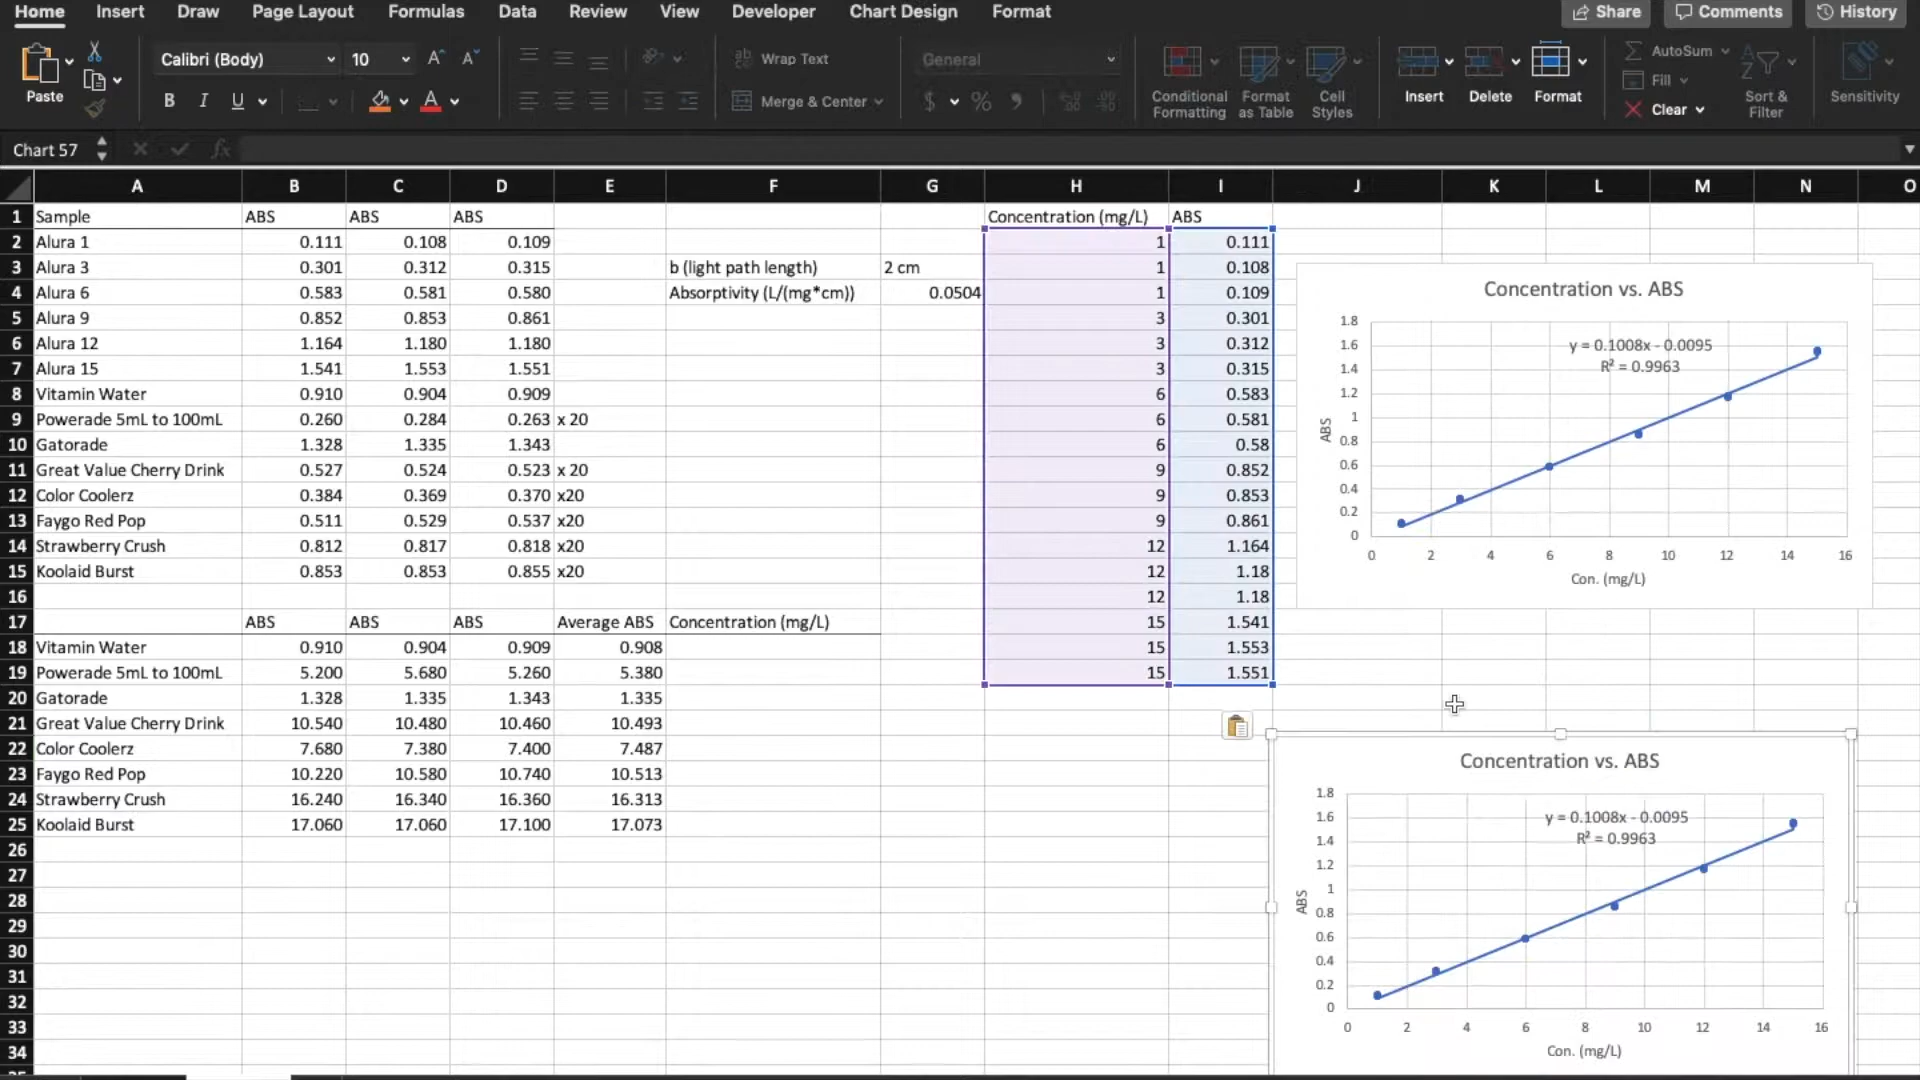 Home Insert Draw Page Layout Formulas Data Review View Developer Chart Design Format Share Comments History
Paste Calibri (Body) 10 A A Wrap Text General Conditional Formatting Format as Table Cell Styles Insert Delete Format AutoSum Fill Clear Sort & Filter Sensitivity
B I U A Merge & Center $ % 9
Chart 57 fx
A B C D E F G H I J K L M N O
1 Sample ABS ABS ABS Concentration (mg/L) ABS
2 Alura 1 0.111 0.108 0.109 1 0.111
3 Alura 3 0.301 0.312 0.315 b (light path length) 2 cm 1 0.108
4 Alura 6 0.583 0.581 0.580 Absorptivity (L/(mg*cm)) 0.0504 1 0.109
5 Alura 9 0.852 0.853 0.861 3 0.301
6 Alura 12 1.164 1.180 1.180 3 0.312
7 Alura 15 1.541 1.553 1.551 3 0.315
8 Vitamin Water 0.910 0.904 0.909 6 0.583
9 Powerade 5mL to 100mL 0.260 0.284 0.263 x 20 6 0.581
10 Gatorade 1.328 1.335 1.343 6 0.58
11 Great Value Cherry Drink 0.527 0.524 0.523 x 20 9 0.852
12 Color Coolerz 0.384 0.369 0.370 x20 9 0.853
13 Faygo Red Pop 0.511 0.529 0.537 x20 9 0.861
14 Strawberry Crush 0.812 0.817 0.818 x20 12 1.164
15 Koolaid Burst 0.853 0.853 0.855 x20 12 1.18
16 12 1.18
17 ABS ABS ABS Average ABS Concentration (mg/L) 15 1.541
18 Vitamin Water 0.910 0.904 0.909 0.908 15 1.553
19 Powerade 5mL to 100mL 5.200 5.680 5.260 5.380 15 1.551
20 Gatorade 1.328 1.335 1.343 1.335
21 Great Value Cherry Drink 10.540 10.480 10.460 10.493
22 Color Coolerz 7.680 7.380 7.400 7.487
23 Faygo Red Pop 10.220 10.580 10.740 10.513
24 Strawberry Crush 16.240 16.340 16.360 16.313
25 Koolaid Burst 17.060 17.060 17.100 17.073
26
27
28
29
30
31
32
33
34
Concentration vs. ABS
1.8
1.6
1.4
1.2
1
0.8
0.6
0.4
0.2
0
ABS
y = 0.1008x - 0.0095
R² = 0.9963
0 2 4 6 8 10 12 14 16
Con. (mg/L)
Concentration vs. ABS
1.8
1.6
1.4
1.2
1
0.8
0.6
0.4
0.2
0
ABS
y = 0.1008x - 0.0095
R² = 0.9963
0 2 4 6 8 10 12 14 16
Con. (mg/L)